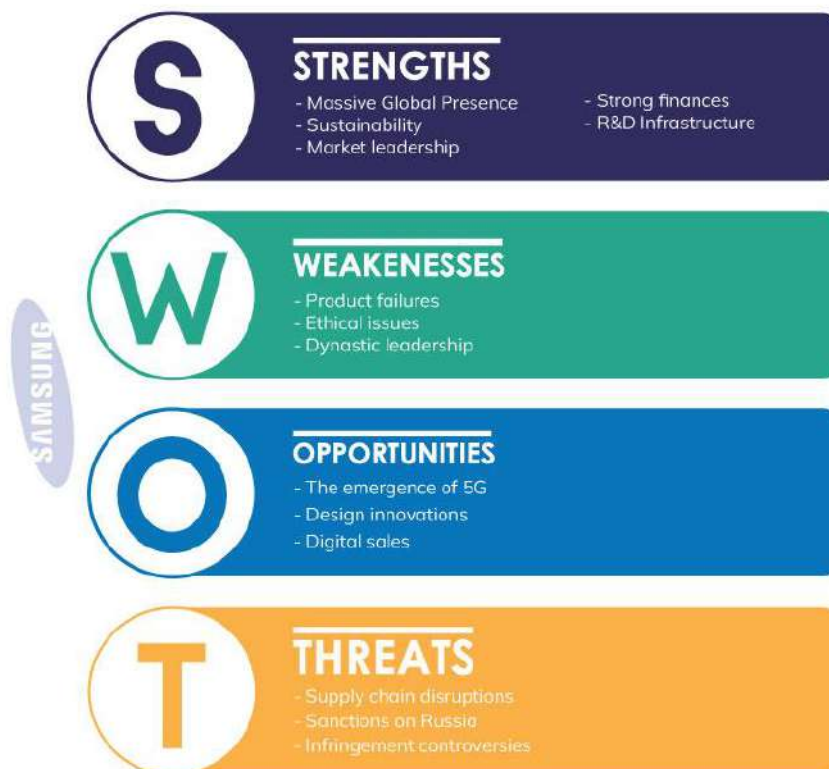 SAMSUNG
S
STRENGTHS
- Massive Global Presence
- Sustainability
- Market leadership
- Strong finances
- R&D Infrastructure
W
WEAKENESSES
- Product failures
- Ethical issues
- Dynastic leadership
O
OPPORTUNITIES
- The emergence of 5G
- Design innovations
- Digital sales
T
THREATS
- Supply chain disruptions
- Sanctions on Russia
- Infringement controversies